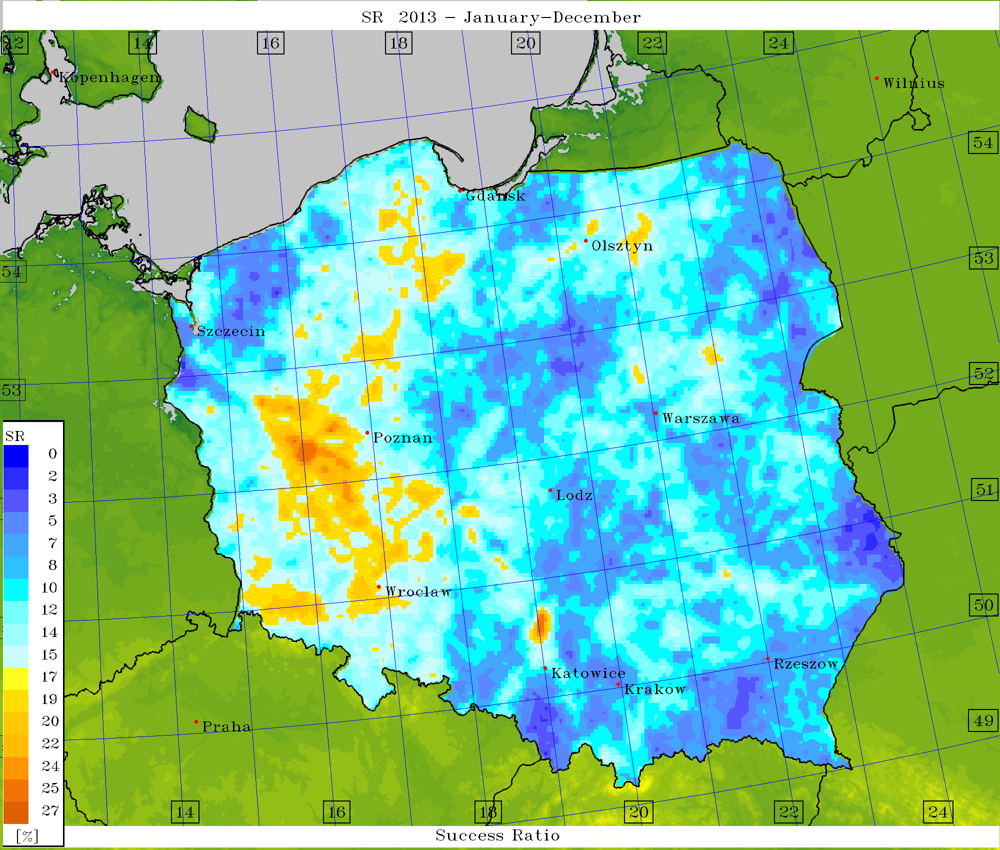 SR 2013 - January-December
12 14 16 18 20 22 24
Kopenhagen
Wilnius
54
Gdansk
Olsztyn
53
54
Szczecin
52
53
Warszawa
SR
Poznan
0
2
Lodz
51
3
5
7
8
10
Wroclaw
12
50
14
15
Rzeszow
17
Katowice
Krakow
19
20
Praha
49
22
24
25
27
14 16 18 20 22 24
[%]
Success Ratio